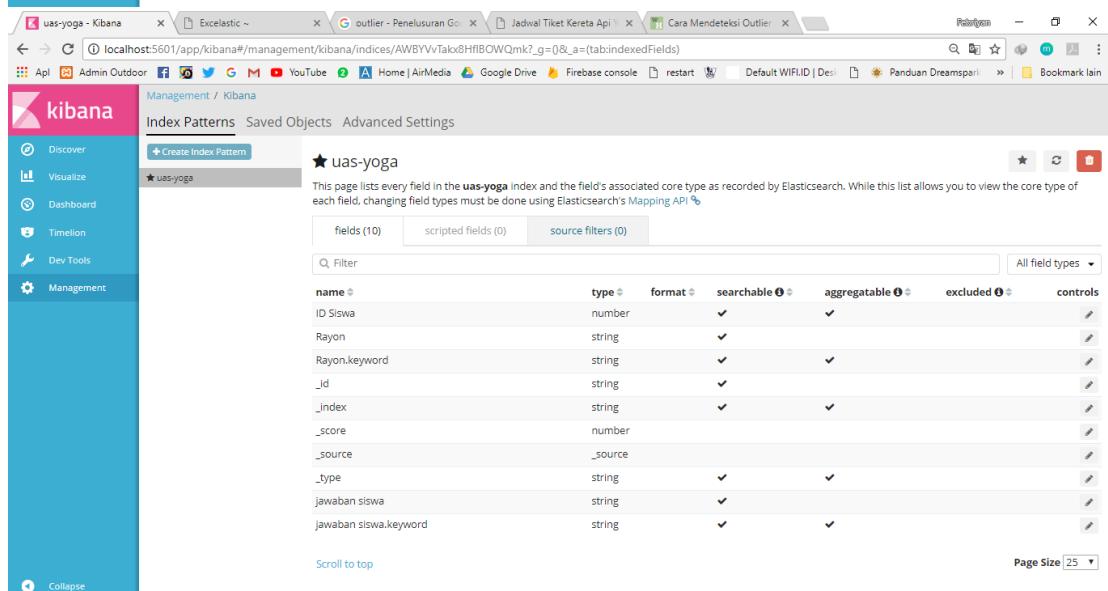 uas-yoga - Kibana
Excelastic ~
outlier - Penelusuran Go
Jadwal Tiket Kereta Api
Cara Mendeteksi Outlier
Febriyan
localhost:5601/app/kibana#/management/kibana/indices/AWBYVvTakx8HflBOWQmk?_g=()&_a=(tab:indexedFields)
Apl Admin Outdoor YouTube Home | AirMedia Google Drive Firebase console restart Default WIFI.ID | Desi Panduan Dreamspark » Bookmark lain
kibana
Management / Kibana
Index Patterns Saved Objects Advanced Settings
Discover
Visualize
Dashboard
Timelion
Dev Tools
Management
Collapse
+ Create Index Pattern
★ uas-yoga
★ uas-yoga
This page lists every field in the uas-yoga index and the field's associated core type as recorded by Elasticsearch. While this list allows you to view the core type of
each field, changing field types must be done using Elasticsearch's Mapping API
fields (10) scripted fields (0) source filters (0)
Filter All field types
name type format searchable aggregatable excluded controls
ID Siswa number
Rayon string
Rayon.keyword string
_id string
_index string
_score number
_source _source
_type string
jawaban siswa string
jawaban siswa.keyword string
Scroll to top Page Size 25